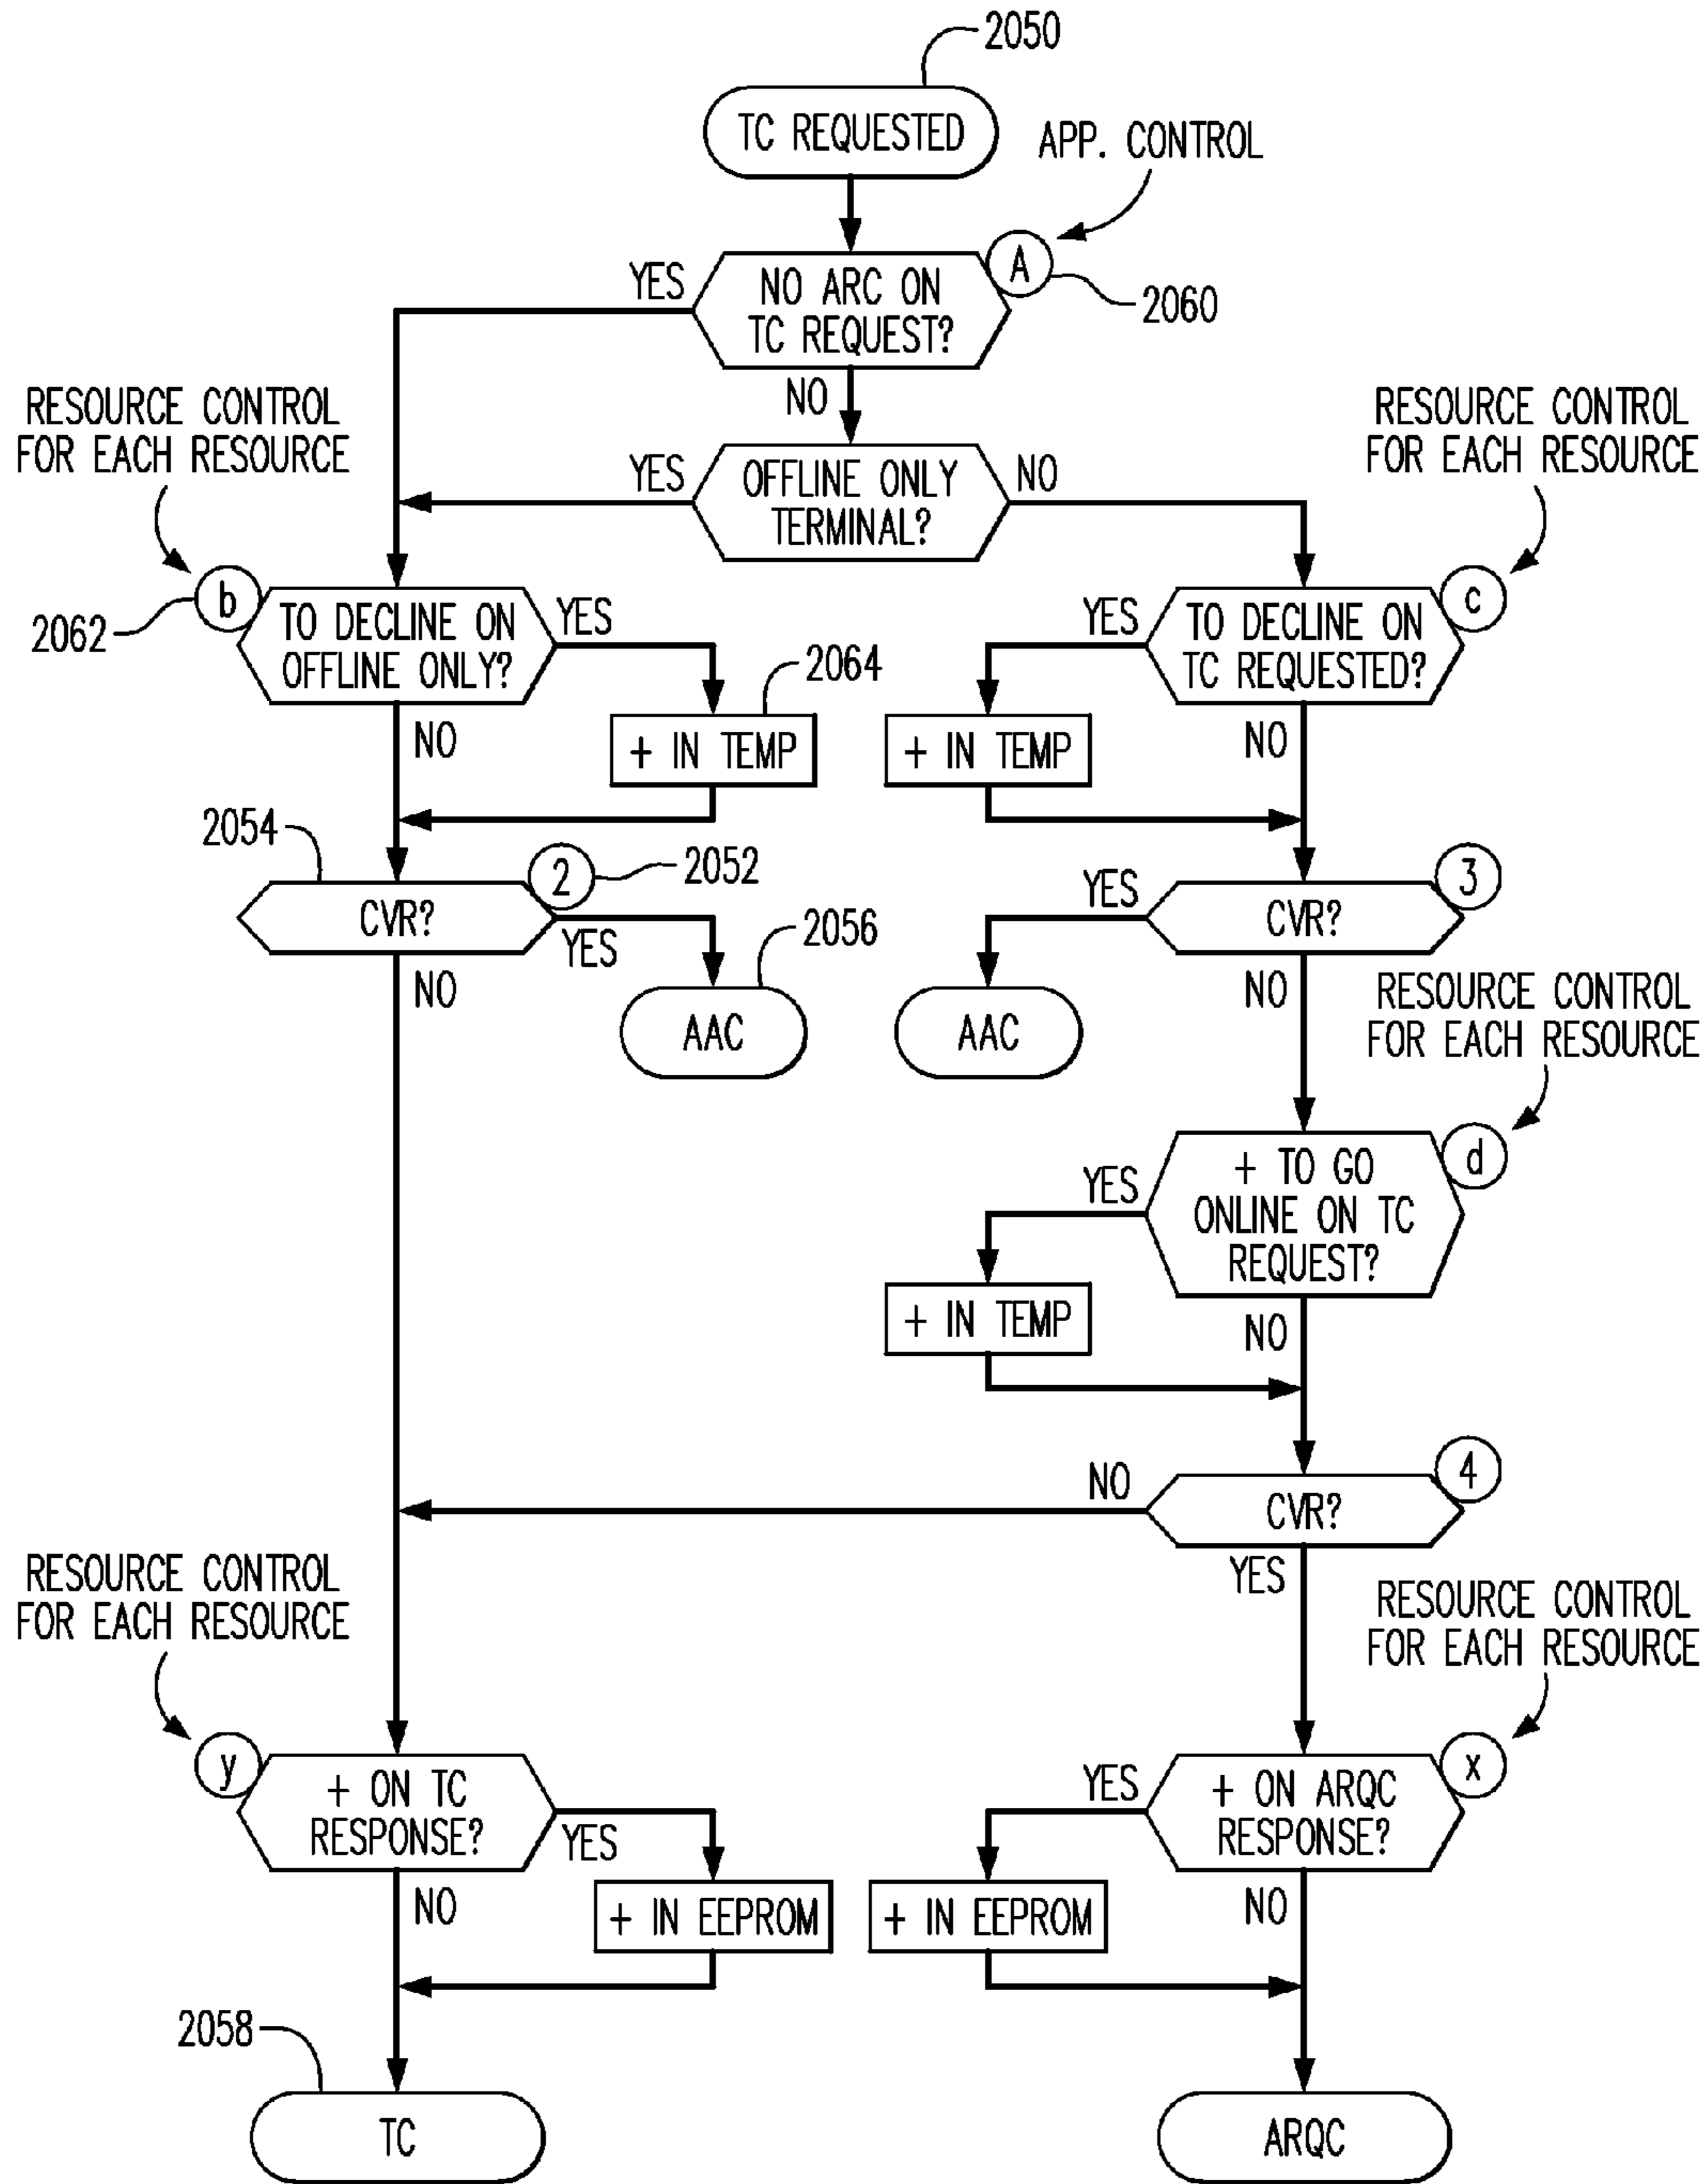 2050
TC REQUESTED
APP. CONTROL
A
YES
NO ARC ON
TC REQUEST?
2060
NO
RESOURCE CONTROL
FOR EACH RESOURCE
RESOURCE CONTROL
FOR EACH RESOURCE
YES
OFFLINE ONLY
TERMINAL?
NO
b
2062
TO DECLINE ON
OFFLINE ONLY?
YES
YES
TO DECLINE ON
TC REQUESTED?
c
2064
NO
+ IN TEMP
+ IN TEMP
NO
2054
2
2052
CVR?
YES
2056
YES
3
CVR?
NO
NO
AAC
AAC
RESOURCE CONTROL
FOR EACH RESOURCE
d
YES
+ TO GO
ONLINE ON TC
REQUEST?
+ IN TEMP
NO
NO
4
CVR?
YES
RESOURCE CONTROL
FOR EACH RESOURCE
RESOURCE CONTROL
FOR EACH RESOURCE
y
+ ON TC
RESPONSE?
YES
YES
+ ON ARQC
RESPONSE?
x
NO
+ IN EEPROM
+ IN EEPROM
NO
2058
TC
ARQC